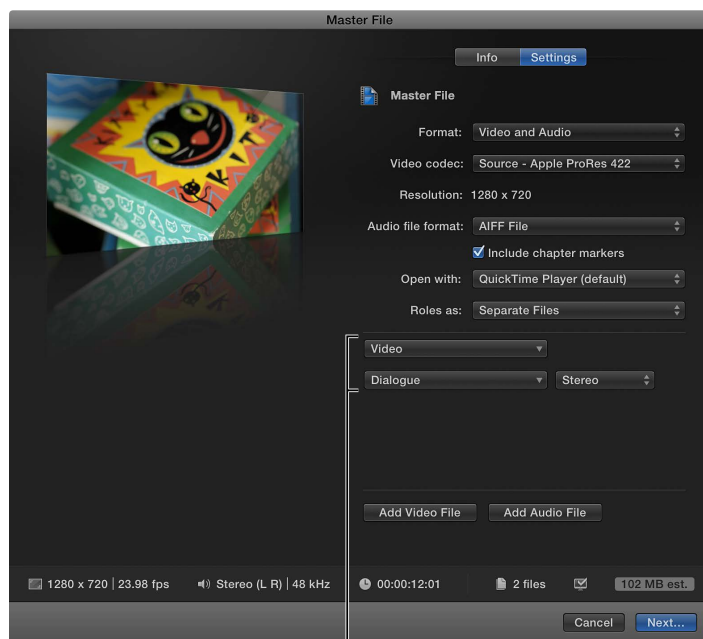 Master File
Info Settings
Master File
Format: Video and Audio
Video codec: Source - Apple ProRes 422
Resolution: 1280 x 720
Audio file format: AIFF File
Include chapter markers
Open with: QuickTime Player (default)
Roles as: Separate Files
Video
Dialogue Stereo
Add Video File Add Audio File
1280 x 720 | 23.98 fps Stereo (L R) | 48 kHz 00:00:12:01 2 files 102 MB est.
Cancel Next...